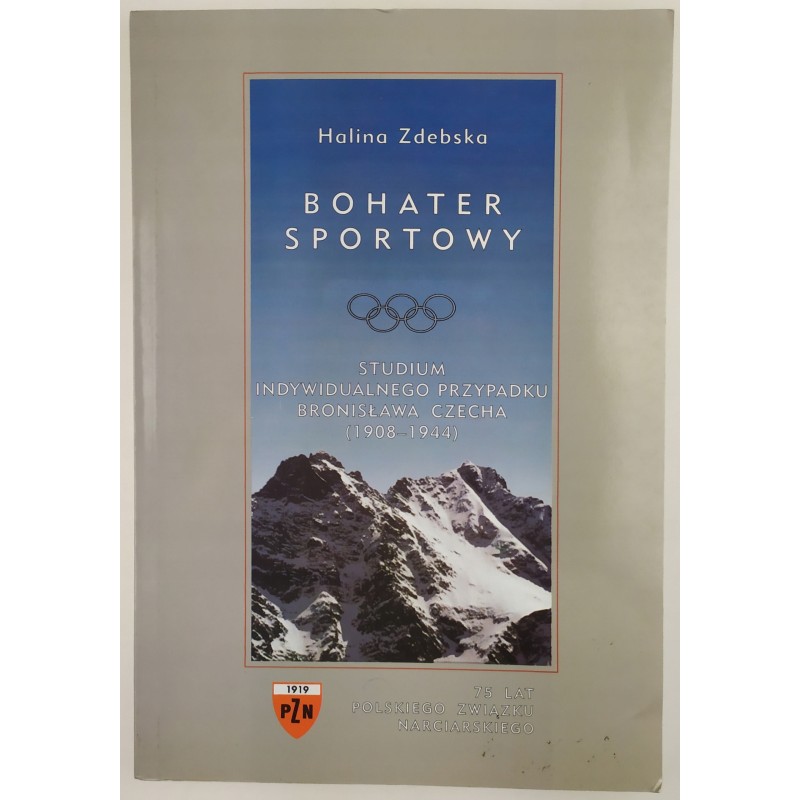 Halina Zdebska
BOHATER
SPORTOWY
STUDIUM
INDYWIDUALNEGO PRZYPADKU
BRONISŁAWA CZECHA
(1908–1944)
1919
PZN
75 LAT
POLSKIEGO ZWIĄZKU
NARCIARSKIEGO